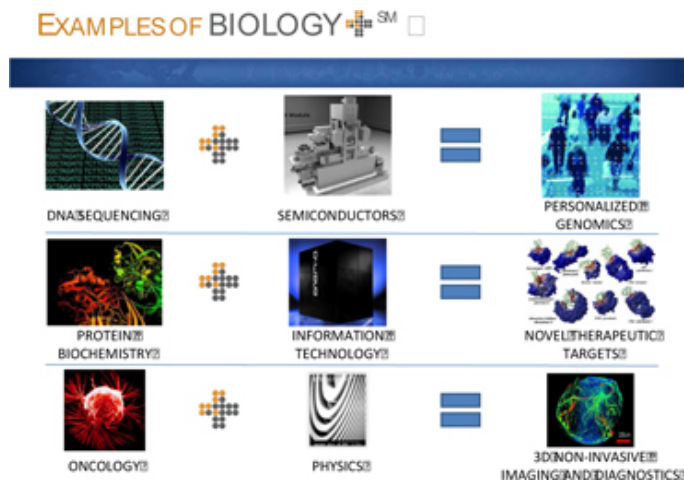 EXAMPLES OF BIOLOGY SM
DNA SEQUENCING
SEMICONDUCTORS
PERSONALIZED
GENOMICS
PROTEIN
BIOCHEMISTRY
INFORMATION
TECHNOLOGY
NOVEL THERAPEUTIC
TARGETS
ONCOLOGY
PHYSICS
3D NON-INVASIVE
IMAGING AND DIAGNOSTICS